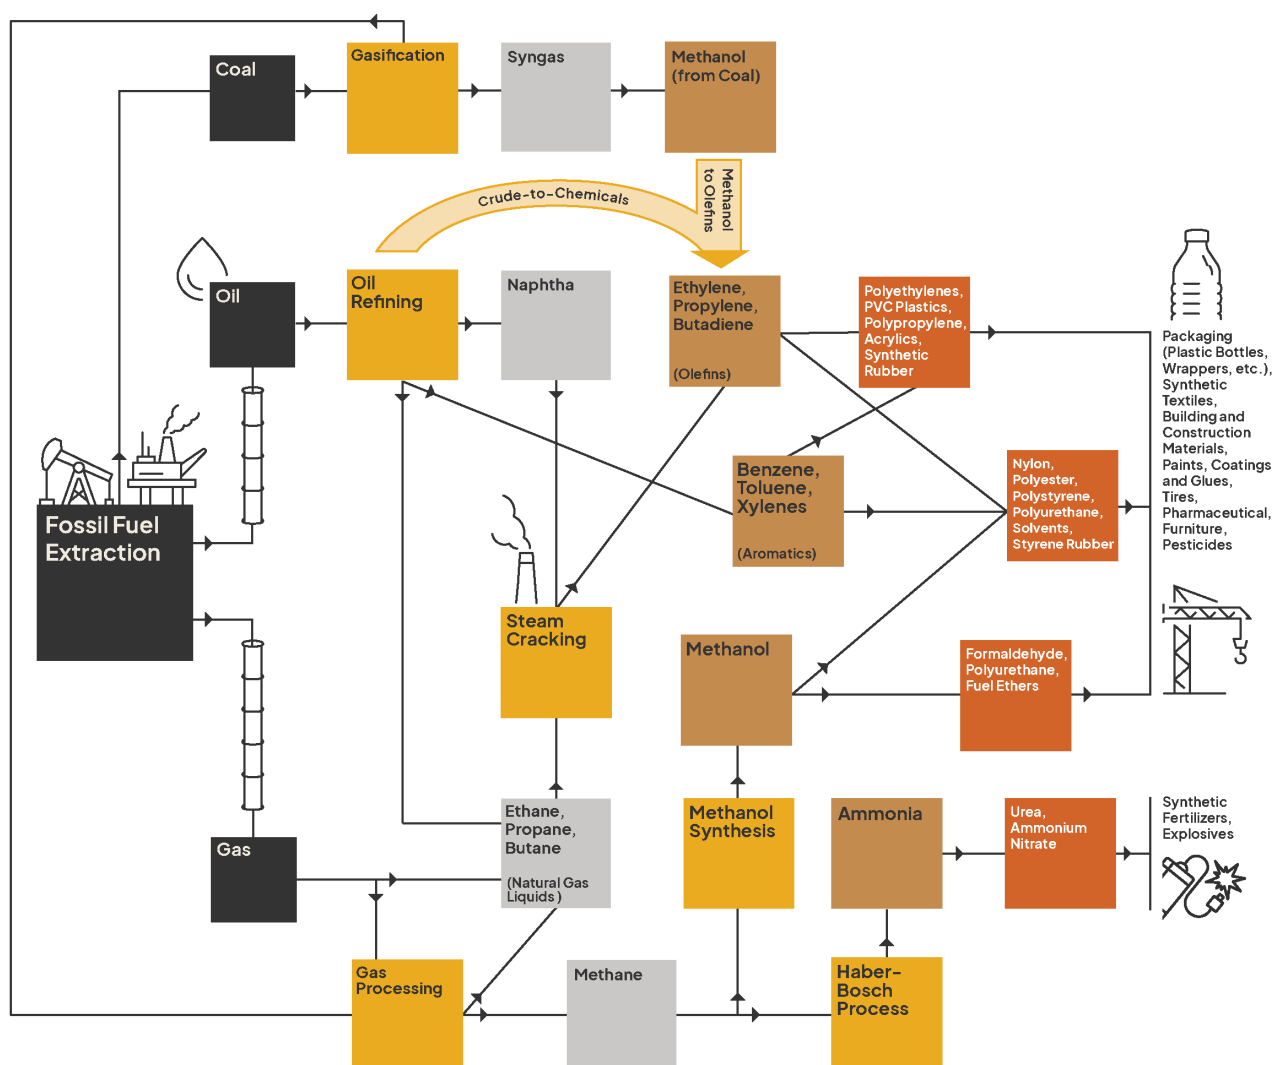 Coal
Gasification
Syngas
Methanol
(from Coal)
Crude-to-Chemicals
Methanol
to Olefins
Oil
Oil
Refining
Naphtha
Ethylene,
Propylene,
Butadiene
(Olefins)
Polyethylenes,
PVC Plastics,
Polypropylene,
Acrylics,
Synthetic
Rubber
Packaging
(Plastic Bottles,
Wrappers, etc.),
Synthetic
Textiles,
Building and
Construction
Materials,
Paints, Coatings
and Glues,
Tires,
Pharmaceutical,
Furniture,
Pesticides
Fossil Fuel
Extraction
Benzene,
Toluene,
Xylenes
(Aromatics)
Nylon,
Polyester,
Polystyrene,
Polyurethane,
Solvents,
Styrene Rubber
Steam
Cracking
Methanol
Formaldehyde,
Polyurethane,
Fuel Ethers
Gas
Ethane,
Propane,
Butane
(Natural Gas
Liquids )
Methanol
Synthesis
Ammonia
Urea,
Ammonium
Nitrate
Synthetic
Fertilizers,
Explosives
Gas
Processing
Methane
Haber-
Bosch
Process